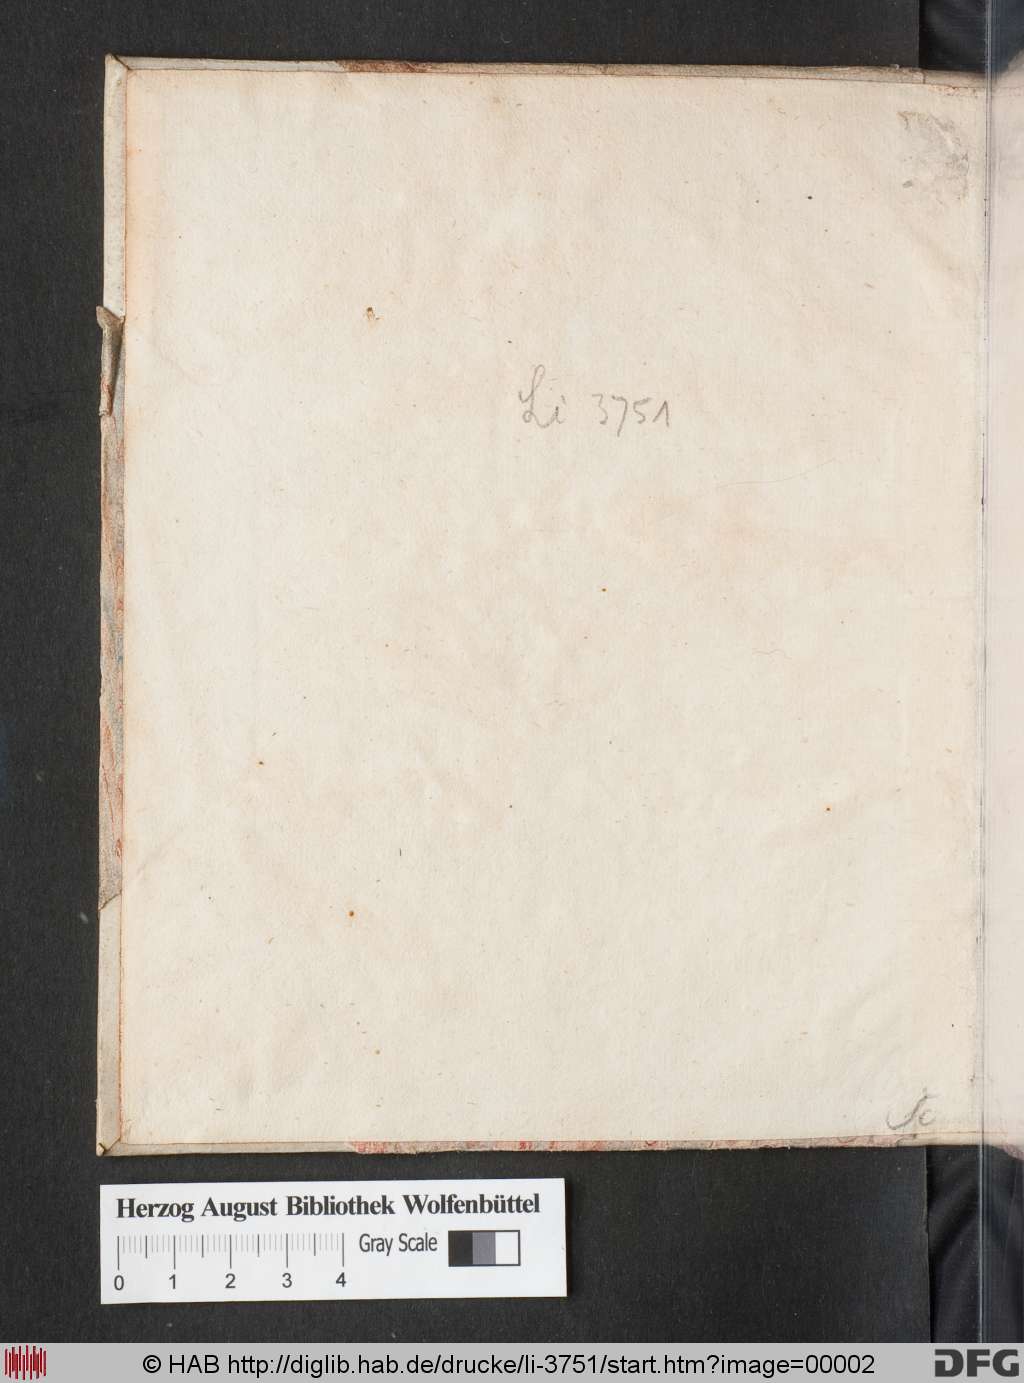 Li 3751
Herzog August Bibliothek Wolfenbüttel
Gray Scale
0 1 2 3 4
© HAB http://diglib.hab.de/drucke/li-3751/start.htm?image=00002
DFG